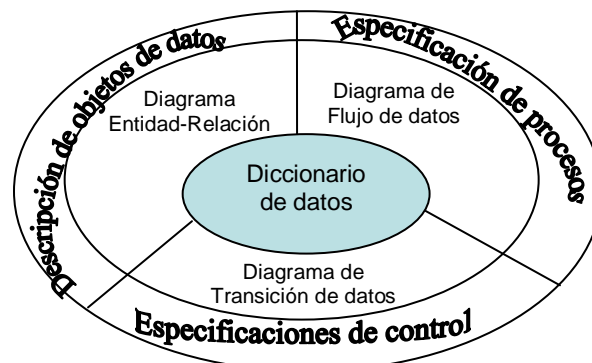 Descripción de objetos de datos
Especificación de procesos
Diagrama
Entidad-Relación
Diagrama de
Flujo de datos
Diccionario
de datos
Diagrama de
Transición de datos
Especificaciones de control